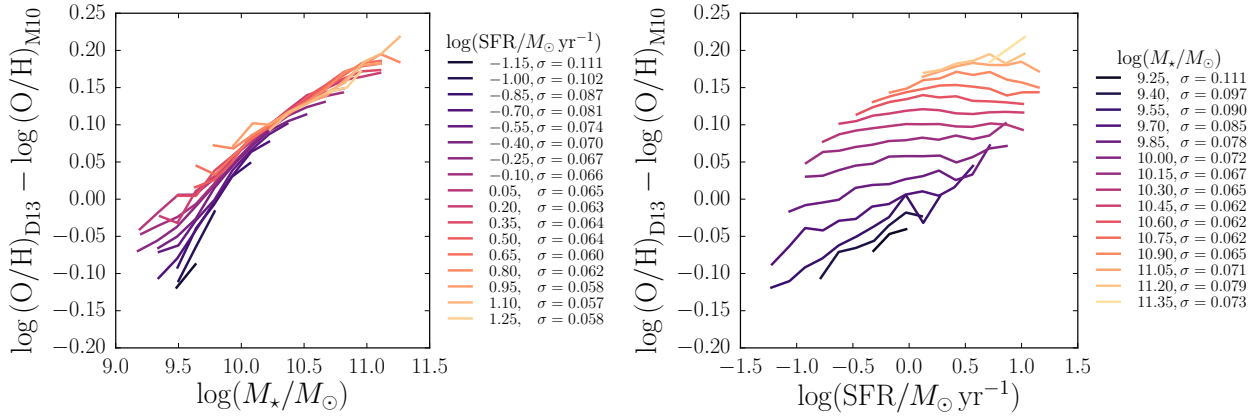 log (O/H)_D13 − log (O/H)_M10
0.25
0.20
0.15
0.10
0.05
0.00
−0.05
−0.10
−0.15
−0.20
9.0 9.5 10.0 10.5 11.0 11.5
log(M⋆/M⊙)
log(SFR/M⊙ yr⁻¹)
−1.15, σ = 0.111
−1.00, σ = 0.102
−0.85, σ = 0.087
−0.70, σ = 0.081
−0.55, σ = 0.074
−0.40, σ = 0.070
−0.25, σ = 0.067
−0.10, σ = 0.066
0.05, σ = 0.065
0.20, σ = 0.063
0.35, σ = 0.064
0.50, σ = 0.064
0.65, σ = 0.060
0.80, σ = 0.062
0.95, σ = 0.058
1.10, σ = 0.057
1.25, σ = 0.058
log (O/H)_D13 − log (O/H)_M10
0.25
0.20
0.15
0.10
0.05
0.00
−0.05
−0.10
−0.15
−0.20
−1.5 −1.0 −0.5 0.0 0.5 1.0 1.5
log(SFR/M⊙ yr⁻¹)
log(M⋆/M⊙)
9.25, σ = 0.111
9.40, σ = 0.097
9.55, σ = 0.090
9.70, σ = 0.085
9.85, σ = 0.078
10.00, σ = 0.072
10.15, σ = 0.067
10.30, σ = 0.065
10.45, σ = 0.062
10.60, σ = 0.062
10.75, σ = 0.062
10.90, σ = 0.065
11.05, σ = 0.071
11.20, σ = 0.079
11.35, σ = 0.073